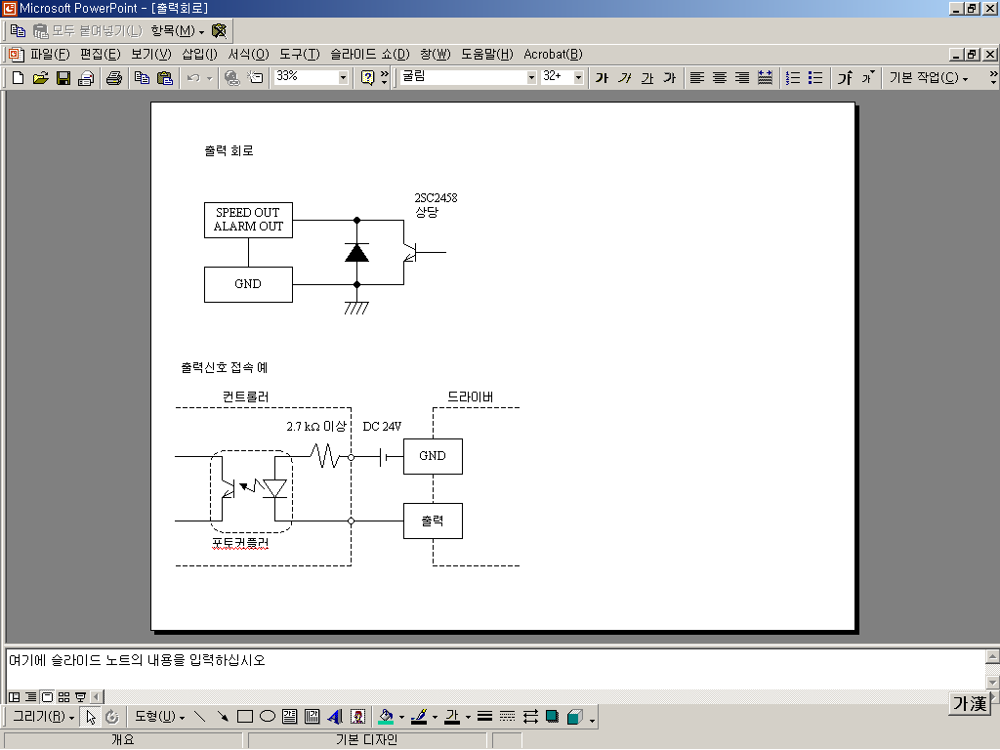 Microsoft PowerPoint - [출력회로]
모두 붙여넣기(L) 항목(M)
파일(F) 편집(E) 보기(V) 삽입(I) 서식(O) 도구(T) 슬라이드 쇼(D) 창(W) 도움말(H) Acrobat(B)
33% 굴림 32+ 가 가 가 가 가 가 기본 작업(C)
출력 회로
2SC2458
상당
SPEED OUT
ALARM OUT
GND
출력신호 접속 예
컨트롤러 드라이버
2.7 kΩ 이상 DC 24V
GND
출력
포토커플러
여기에 슬라이드 노트의 내용을 입력하십시오
가漢
그리기(R) 도형(U) 가
개요 기본 디자인